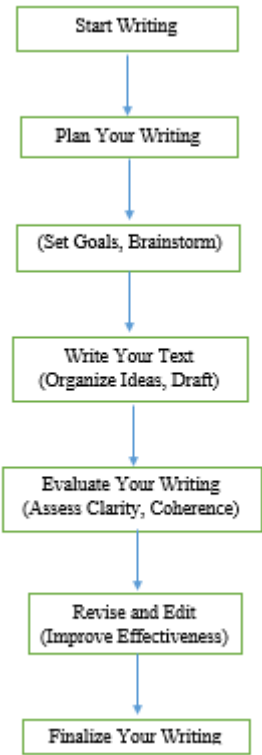 Start Writing
Plan Your Writing
(Set Goals, Brainstorm)
Write Your Text
(Organize Ideas, Draft)
Evaluate Your Writing
(Assess Clarity, Coherence)
Revise and Edit
(Improve Effectiveness)
Finalize Your Writing